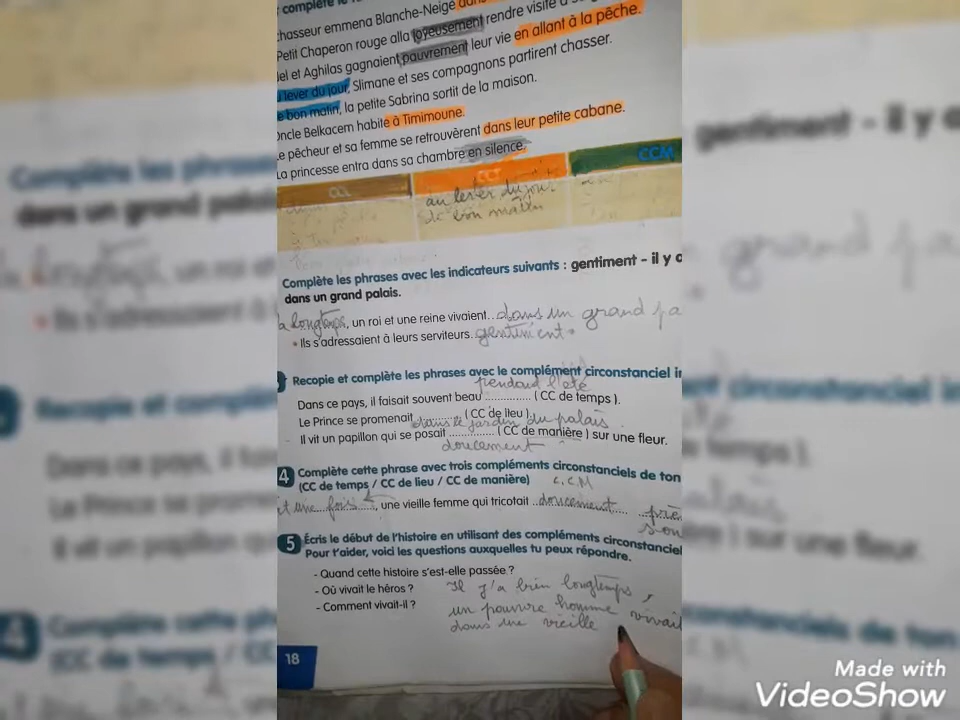 complète le
chasseur emmena Blanche-Neige dans
Petit Chaperon rouge alla joyeusement rendre visite à s
el et Aghilas gagnaient pauvrement leur vie en allant à la pêche.
u lever du jour, Slimane et ses compagnons partirent chasser.
e bon matin, la petite Sabrina sortit de la maison.
Oncle Belkacem habite à Timimoune.
Le pêcheur et sa femme se retrouvèrent dans leur petite cabane.
La princesse entra dans sa chambre en silence.
CCL CCT CCM
au lever du jour
de bon matin
Complète les phrases avec les indicateurs suivants : gentiment – il y a
dans un grand palais.
a longtemps, un roi et une reine vivaient dans un grand pa
• Ils s'adressaient à leurs serviteurs. gentiment.
Recopie et complète les phrases avec le complément circonstanciel in
pendand l'été
Dans ce pays, il faisait souvent beau .............. ( CC de temps ).
Le Prince se promenait .............. ( CC de lieu ).
dans le jardin du palais
Il vit un papillon qui se posait .............. ( CC de manière ) sur une fleur.
doucement
4 Complète cette phrase avec trois compléments circonstanciels de ton
(CC de temps / CC de lieu / CC de manière) C.C.M
it une fois, une vieille femme qui tricotait doucement prè
son
5 Écris le début de l'histoire en utilisant des compléments circonstanciel
Pour t'aider, voici les questions auxquelles tu peux répondre.
- Quand cette histoire s'est-elle passée ?
- Où vivait le héros ?
- Comment vivait-il ?
Il y'a bien longtemps,
un pauvre homme vivait
dans une vieille
18
Made with
VideoShow